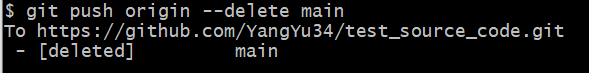 $ git push origin --delete main
To https://github.com/YangYu34/test_source_code.git
 - [deleted]         main